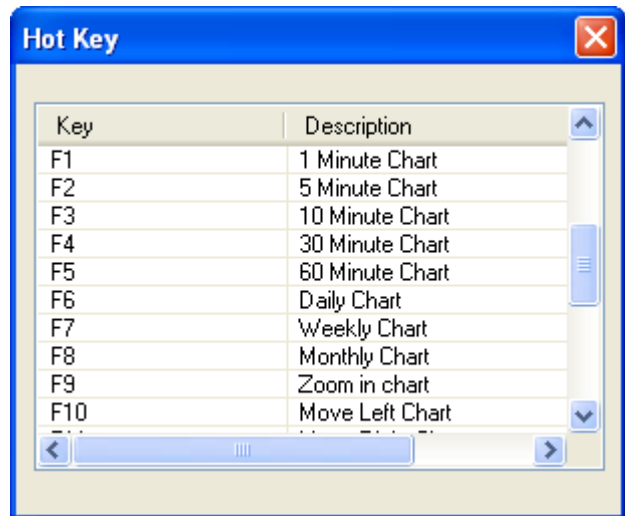 Hot Key
Key Description
F1 1 Minute Chart
F2 5 Minute Chart
F3 10 Minute Chart
F4 30 Minute Chart
F5 60 Minute Chart
F6 Daily Chart
F7 Weekly Chart
F8 Monthly Chart
F9 Zoom in chart
F10 Move Left Chart